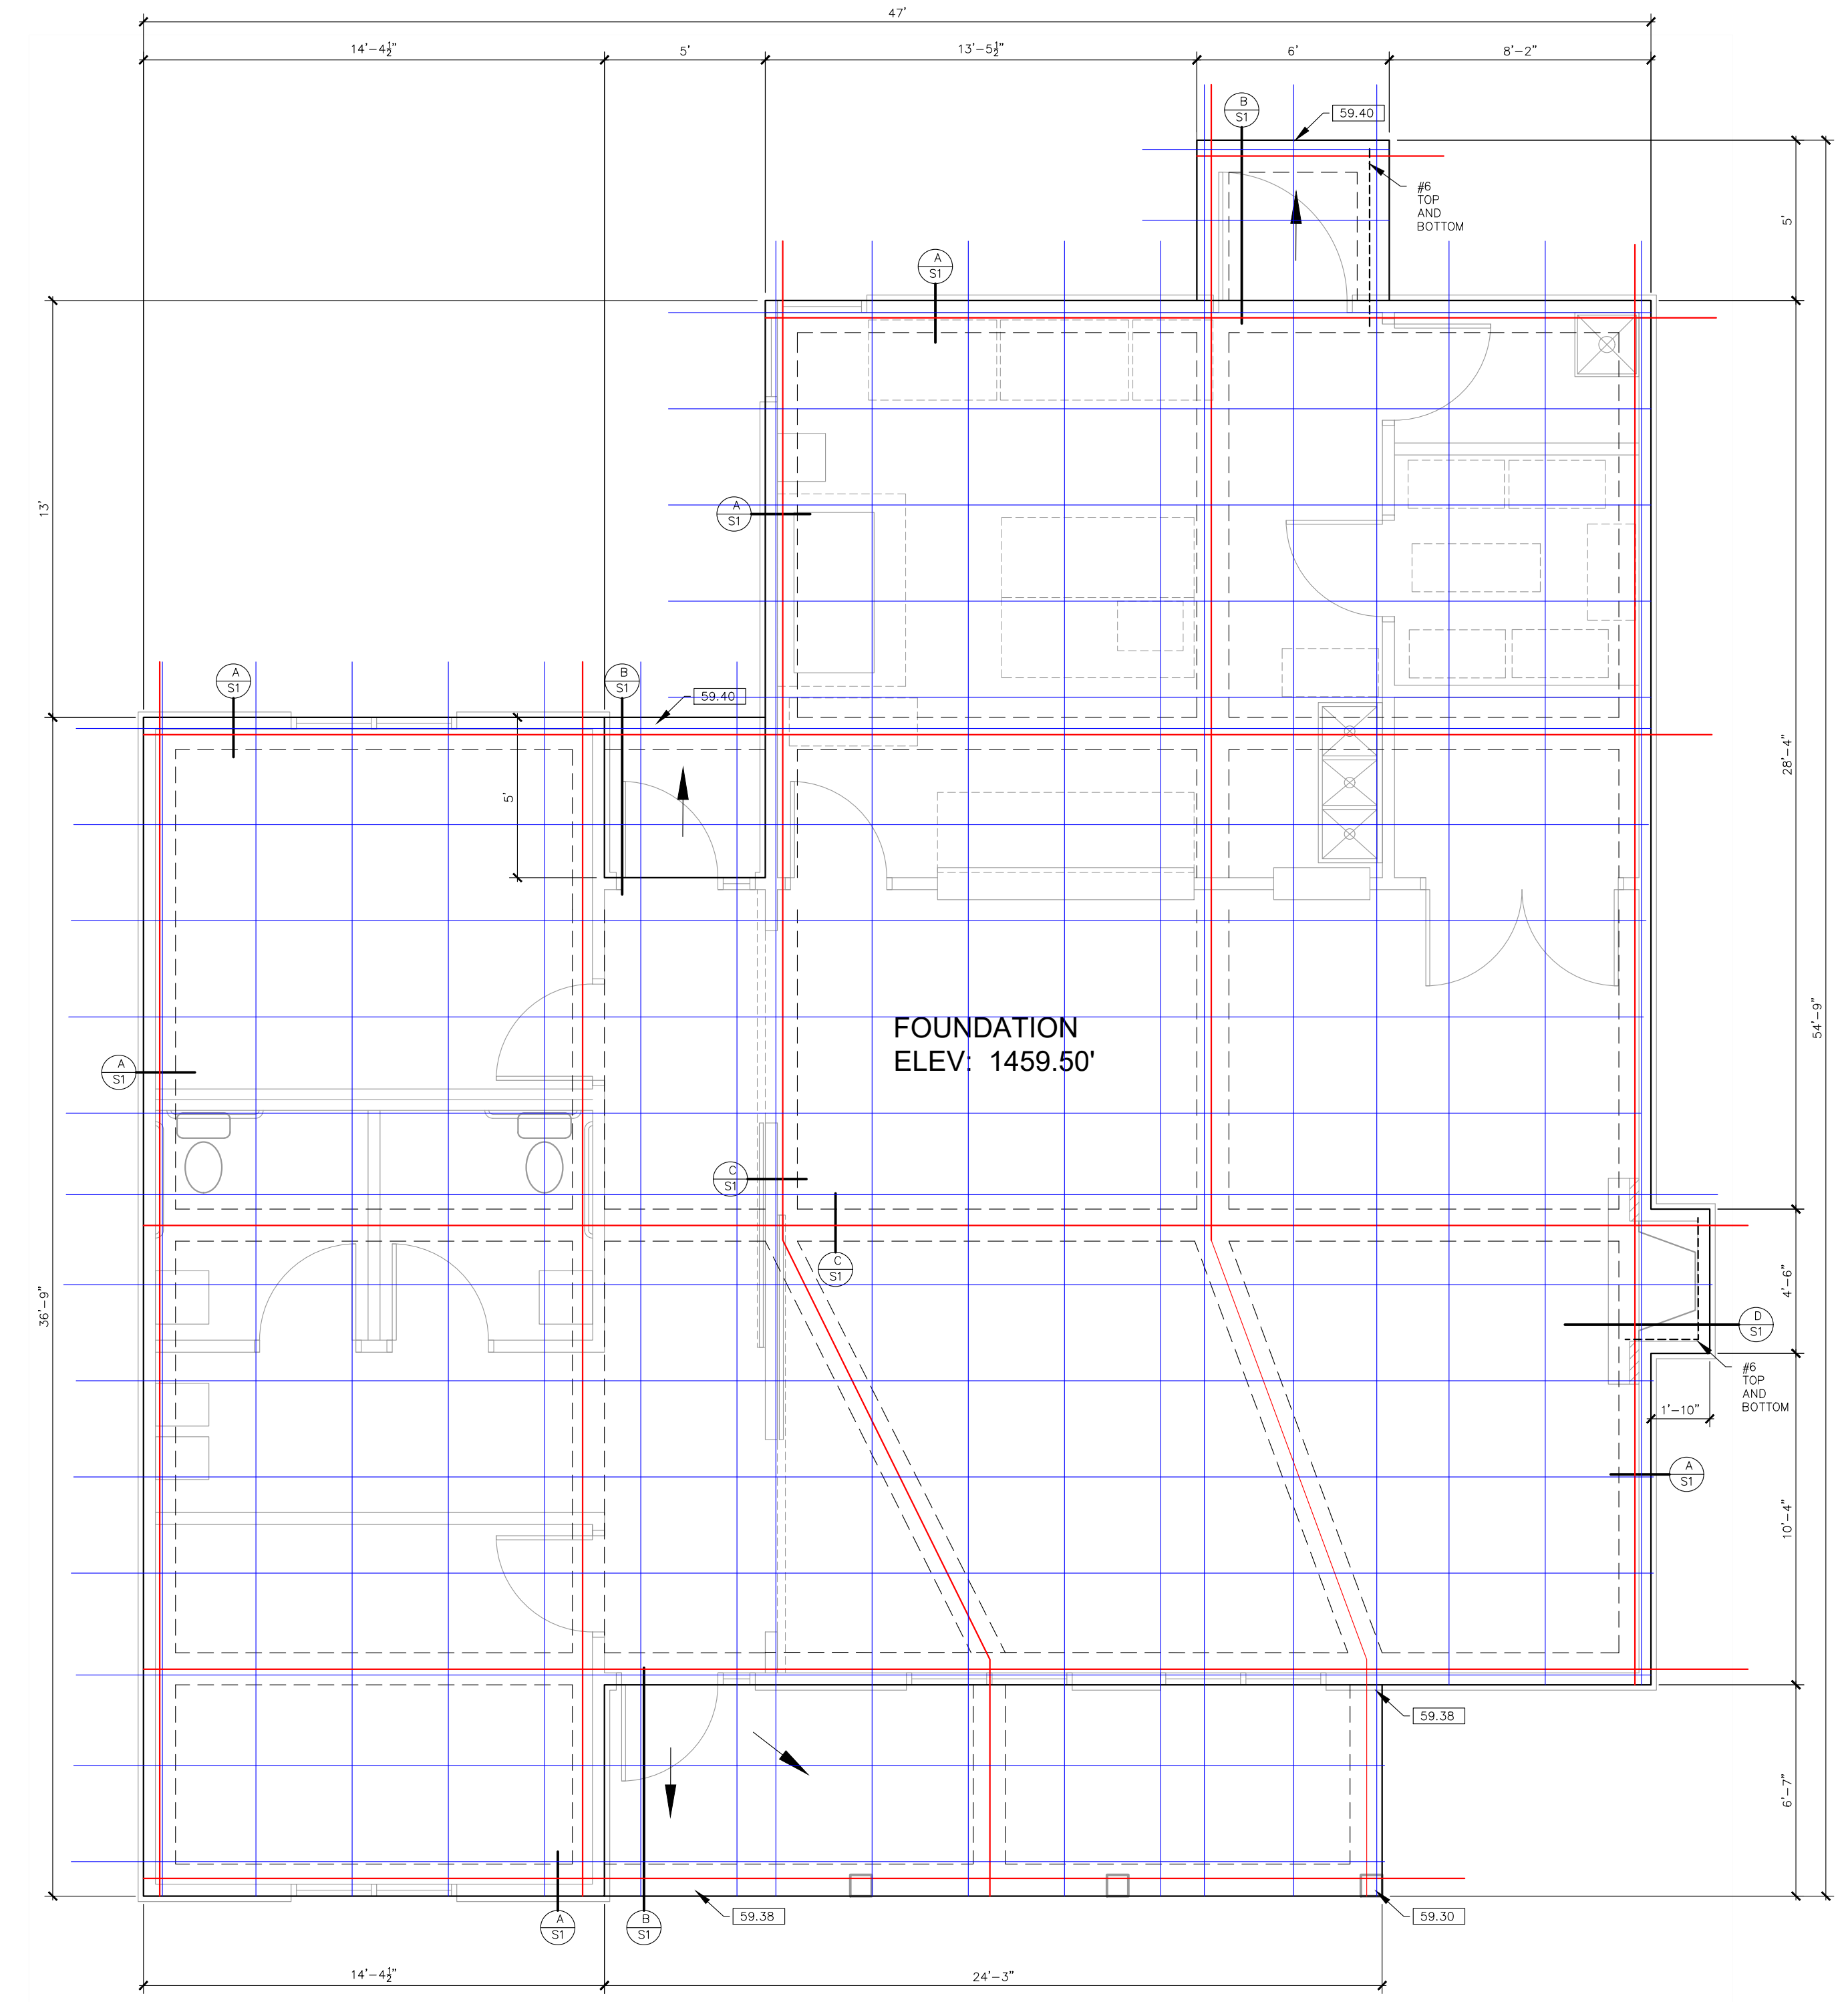 47'
14'-4½" 5' 13'-5½" 6' 8'-2"
B
S1
59.40
#6
TOP
AND
BOTTOM
5'
A
S1
13'
A
S1
A
S1
B
S1
59.40
5'
28'-4"
FOUNDATION
ELEV: 1459.50'
54'-9"
A
S1
C
S1
C
S1
36'-9"
4'-6"
D
S1
#6
TOP
AND
BOTTOM
1'-10"
A
S1
10'-4"
59.38
6'-7"
A
S1
B
S1
59.38
59.30
14'-4½" 24'-3"